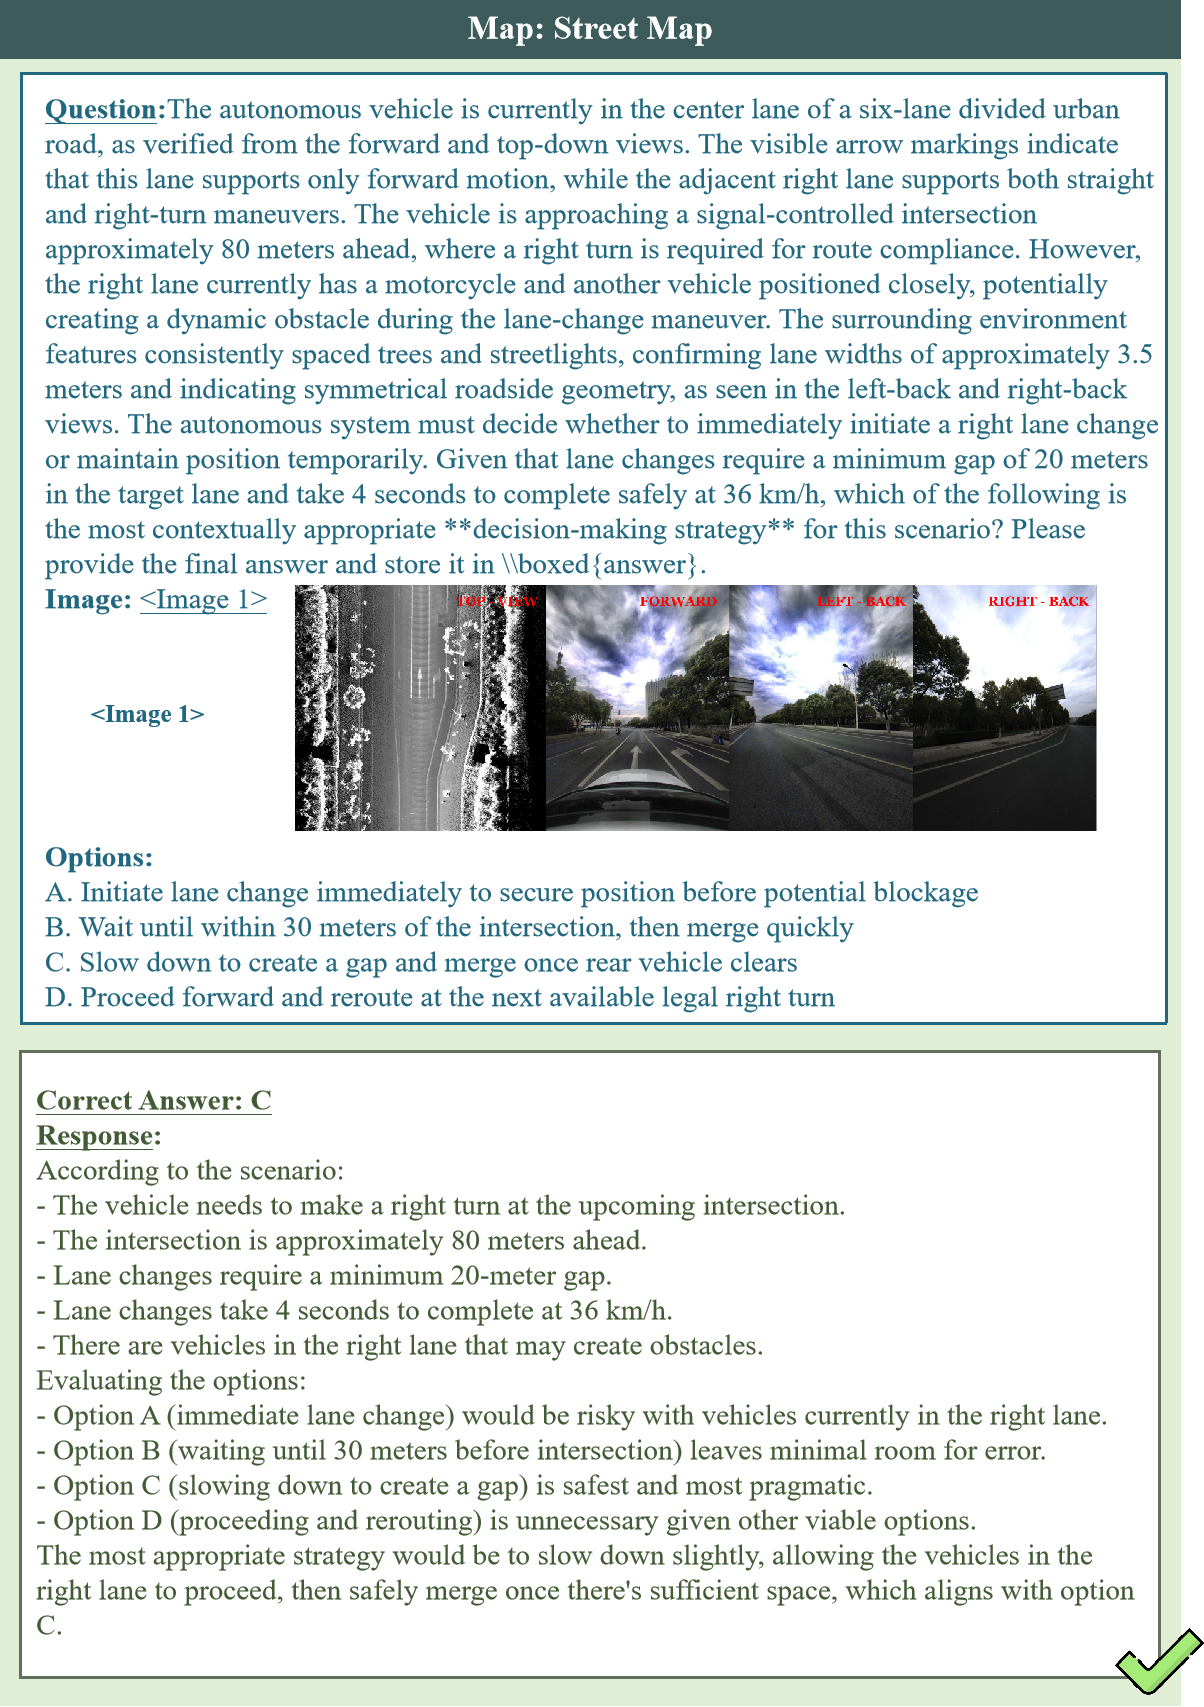 Map: Street Map
Question:The autonomous vehicle is currently in the center lane of a six-lane divided urban
road, as verified from the forward and top-down views. The visible arrow markings indicate
that this lane supports only forward motion, while the adjacent right lane supports both straight
and right-turn maneuvers. The vehicle is approaching a signal-controlled intersection
approximately 80 meters ahead, where a right turn is required for route compliance. However,
the right lane currently has a motorcycle and another vehicle positioned closely, potentially
creating a dynamic obstacle during the lane-change maneuver. The surrounding environment
features consistently spaced trees and streetlights, confirming lane widths of approximately 3.5
meters and indicating symmetrical roadside geometry, as seen in the left-back and right-back
views. The autonomous system must decide whether to immediately initiate a right lane change
or maintain position temporarily. Given that lane changes require a minimum gap of 20 meters
in the target lane and take 4 seconds to complete safely at 36 km/h, which of the following is
the most contextually appropriate **decision-making strategy** for this scenario? Please
provide the final answer and store it in \\boxed{answer}.
Image: <Image 1>
TOP - VIEW
FORWARD
LEFT - BACK
RIGHT - BACK
<Image 1>
Options:
A. Initiate lane change immediately to secure position before potential blockage
B. Wait until within 30 meters of the intersection, then merge quickly
C. Slow down to create a gap and merge once rear vehicle clears
D. Proceed forward and reroute at the next available legal right turn
Correct Answer: C
Response:
According to the scenario:
- The vehicle needs to make a right turn at the upcoming intersection.
- The intersection is approximately 80 meters ahead.
- Lane changes require a minimum 20-meter gap.
- Lane changes take 4 seconds to complete at 36 km/h.
- There are vehicles in the right lane that may create obstacles.
Evaluating the options:
- Option A (immediate lane change) would be risky with vehicles currently in the right lane.
- Option B (waiting until 30 meters before intersection) leaves minimal room for error.
- Option C (slowing down to create a gap) is safest and most pragmatic.
- Option D (proceeding and rerouting) is unnecessary given other viable options.
The most appropriate strategy would be to slow down slightly, allowing the vehicles in the
right lane to proceed, then safely merge once there's sufficient space, which aligns with option
C.